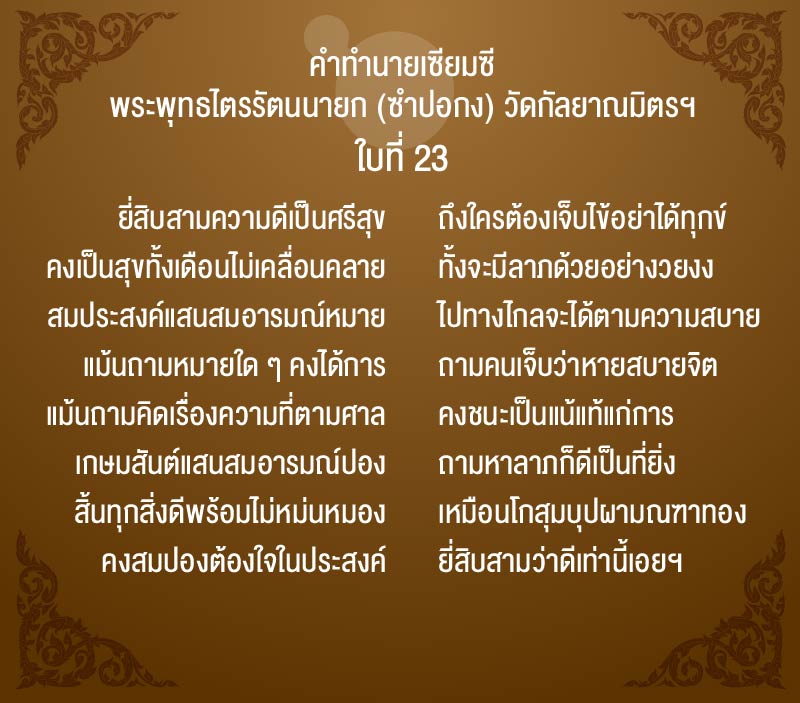 คำทำนายเซียมซี
พระพุทธไตรรัตนนายก (ซำปอกง) วัดกัลยาณมิตรฯ
ใบที่ 23
ยี่สิบสามความดีเป็นศรีสุข ถึงใครต้องเจ็บไข้อย่าได้ทุกข์
คงเป็นสุขทั้งเดือนไม่เคลื่อนคลาย ทั้งจะมีลาภด้วยอย่างวยงง
สมประสงค์แสนสมอารมณ์หมาย ไปทางไกลจะได้ตามความสบาย
แม้นถามหมายใด ๆ คงได้การ ถามคนเจ็บว่าหายสบายจิต
แม้นถามคิดเรื่องความที่ตามศาล คงชนะเป็นแน้แท้แก่การ
เกษมสันต์แสนสมอารมณ์ปอง ถามหาลาภก็ดีเป็นที่ยิ่ง
สิ้นทุกสิ่งดีพร้อมไม่หม่นหมอง เหมือนโกสุมบุปผามณฑาทอง
คงสมปองต้องใจในประสงค์ ยี่สิบสามว่าดีเท่านี้เอยฯ